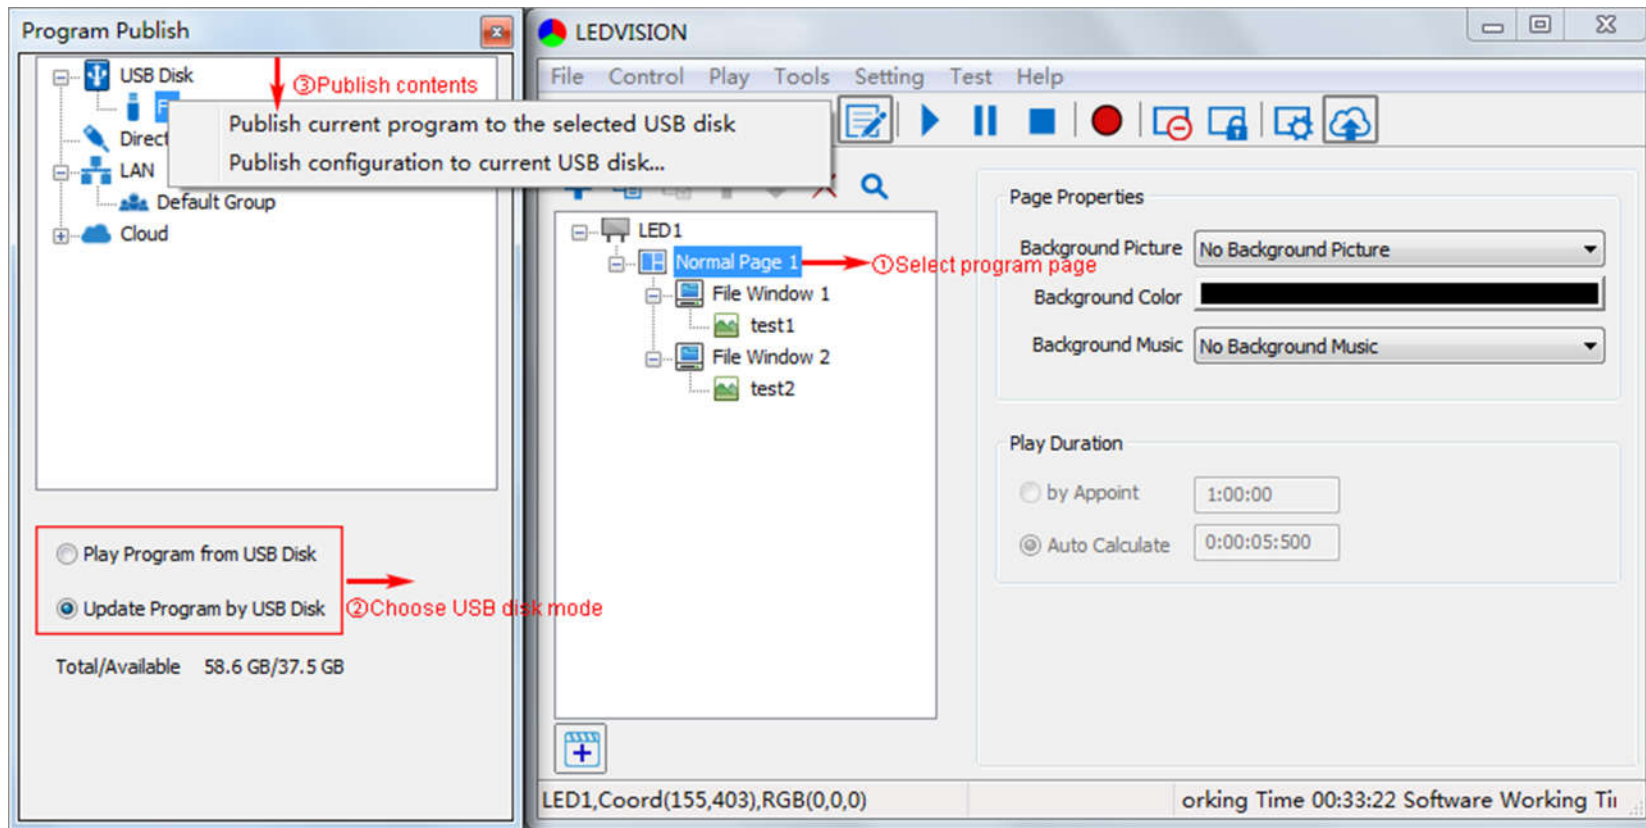 Program Publish
USB Disk
③Publish contents
Publish current program to the selected USB disk
Direct
Publish configuration to current USB disk...
LAN
Default Group
Cloud
Play Program from USB Disk
Update Program by USB Disk
②Choose USB disk mode
Total/Available 58.6 GB/37.5 GB
LEDVISION
File Control Play Tools Setting Test Help
LED1
Normal Page 1
①Select program page
File Window 1
test1
File Window 2
test2
Page Properties
Background Picture No Background Picture
Background Color
Background Music No Background Music
Play Duration
by Appoint 1:00:00
Auto Calculate 0:00:05:500
LED1,Coord(155,403),RGB(0,0,0)
orking Time 00:33:22 Software Working Ti